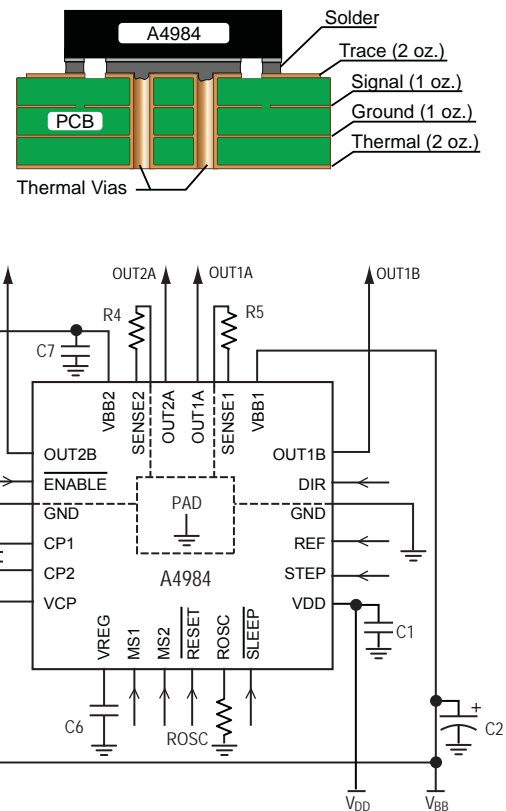 A4984
Solder
Trace (2 oz.)
Signal (1 oz.)
PCB
Ground (1 oz.)
Thermal (2 oz.)
Thermal Vias
OUT2A
OUT1A
OUT1B
R4
R5
C7
VBB2
SENSE2
OUT2A
OUT1A
SENSE1
VBB1
OUT2B
OUT1B
ENABLE
DIR
PAD
GND
GND
CP1
REF
CP2
A4984
STEP
VCP
VDD
VREG
MS1
MS2
RESET
ROSC
SLEEP
C1
C6
ROSC
+
C2
VDD
VBB